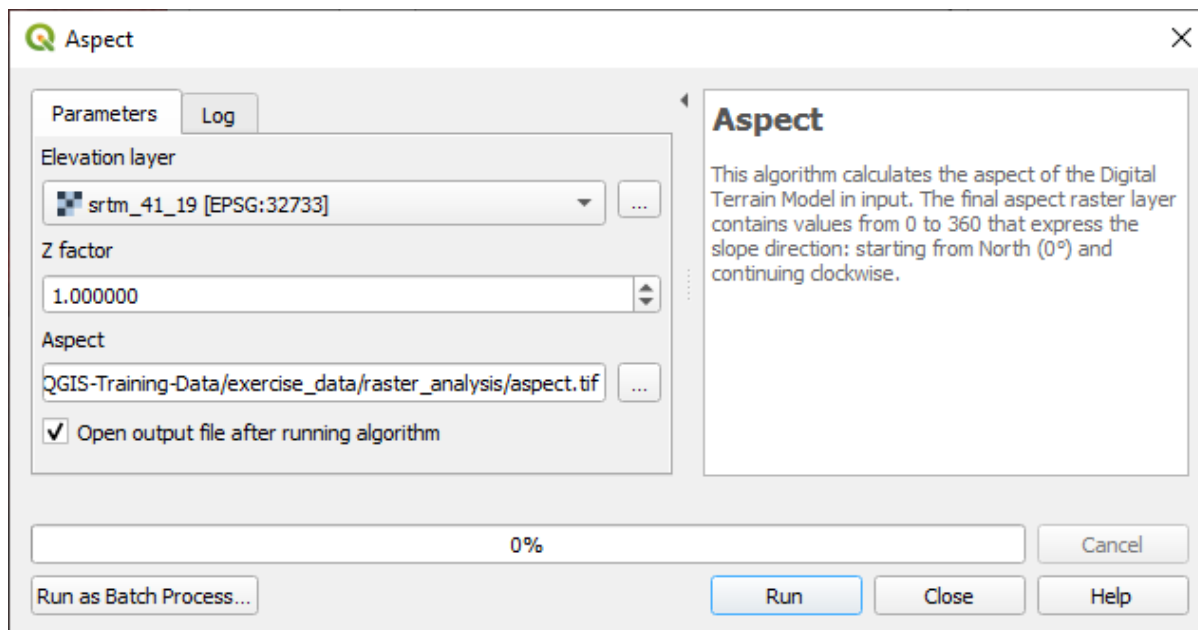 Aspect
Parameters
Log
Elevation layer
srtm_41_19 [EPSG:32733]
...
Z factor
1.000000
Aspect
QGIS-Training-Data/exercise_data/raster_analysis/aspect.tif
...
Open output file after running algorithm
Aspect
This algorithm calculates the aspect of the Digital
Terrain Model in input. The final aspect raster layer
contains values from 0 to 360 that express the
slope direction: starting from North (0°) and
continuing clockwise.
0%
Cancel
Run as Batch Process...
Run
Close
Help